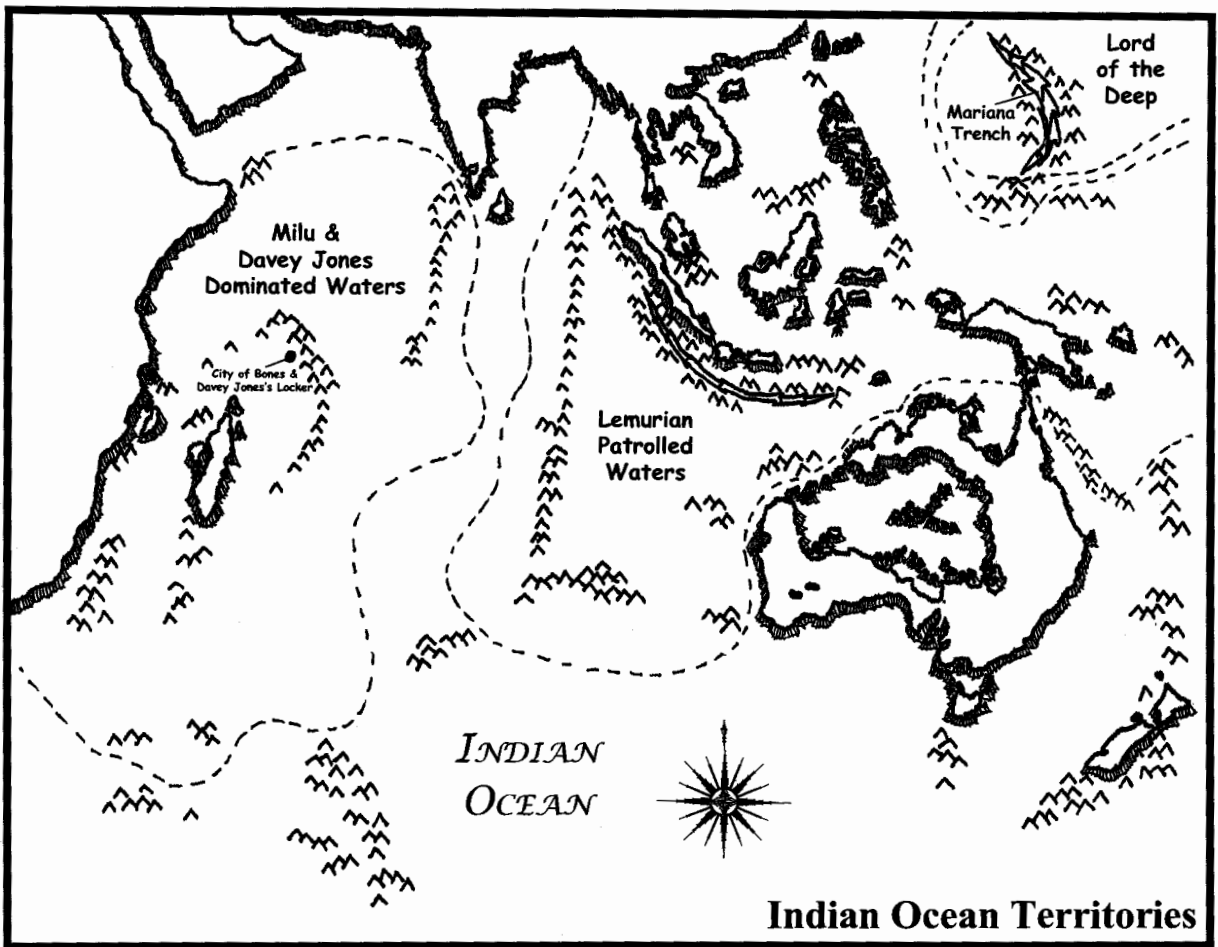 Lord
of the
Deep
Mariana
Trench
Milu &
Davey Jones
Dominated Waters
City of Bones &
Davey Jones's Locker
Lemurian
Patrolled
Waters
INDIAN
OCEAN
Indian Ocean Territories